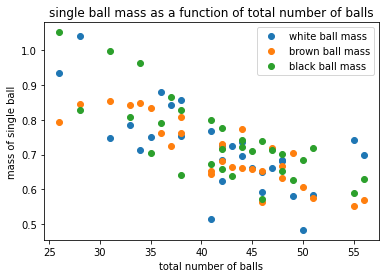 single ball mass as a function of total number of balls
white ball mass
brown ball mass
black ball mass
mass of single ball
1.0
0.9
0.8
0.7
0.6
0.5
25 30 35 40 45 50 55
total number of balls